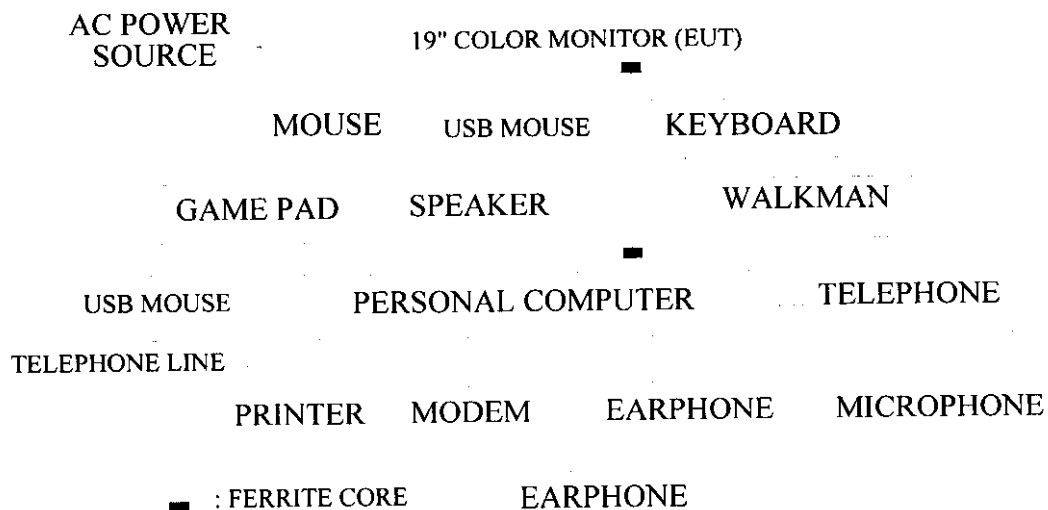 AC POWER
SOURCE
19" COLOR MONITOR (EUT)
MOUSE USB MOUSE KEYBOARD
GAME PAD SPEAKER WALKMAN
USB MOUSE PERSONAL COMPUTER TELEPHONE
TELEPHONE LINE
PRINTER MODEM EARPHONE MICROPHONE
: FERRITE CORE EARPHONE